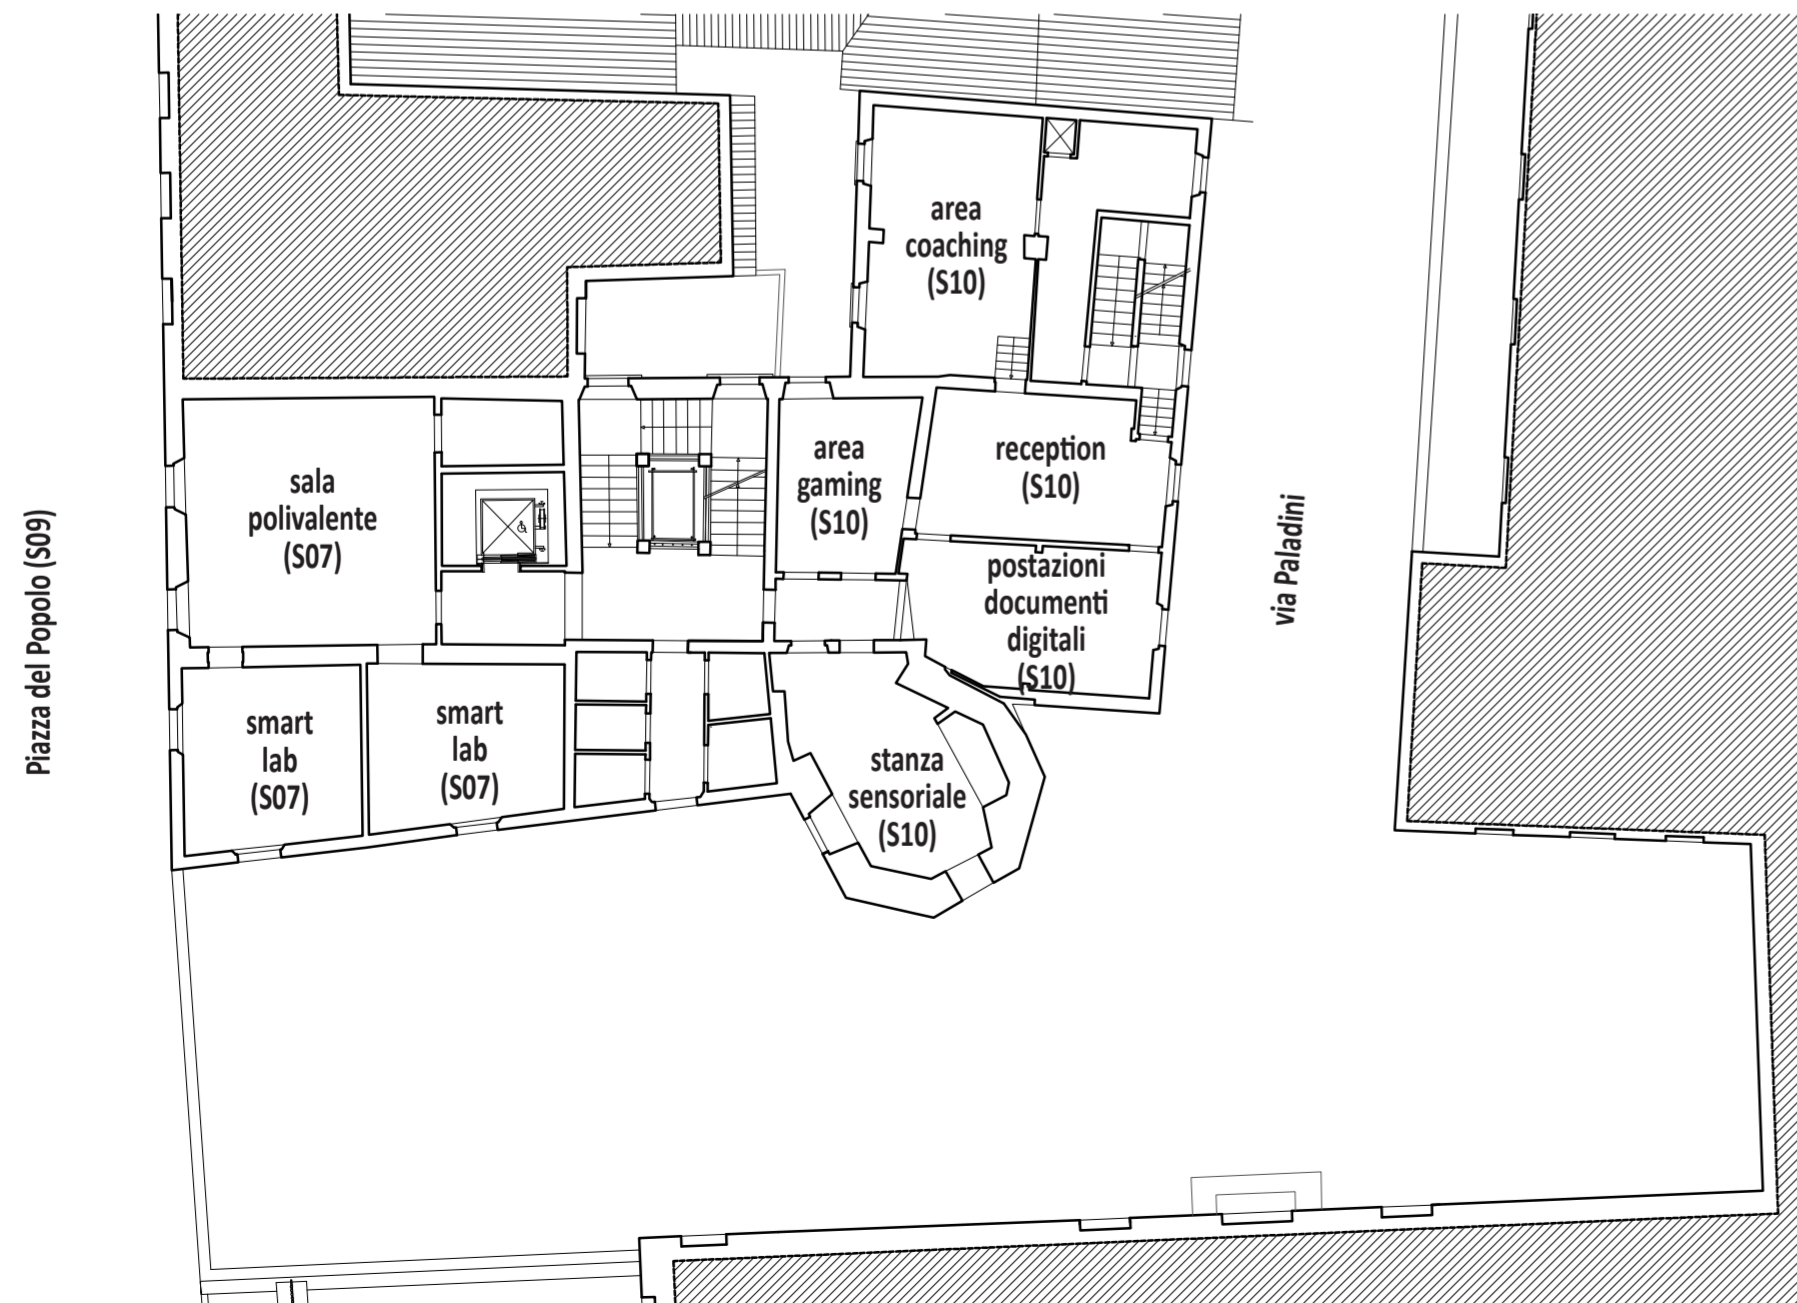 area
coaching
(S10)
area
gaming
(S10)
reception
(S10)
sala
polivalente
(S07)
postazioni
documenti
digitali
(S10)
smart
lab
(S07)
smart
lab
(S07)
stanza
sensoriale
(S10)
Piazza del Popolo (S09)
via Paladini